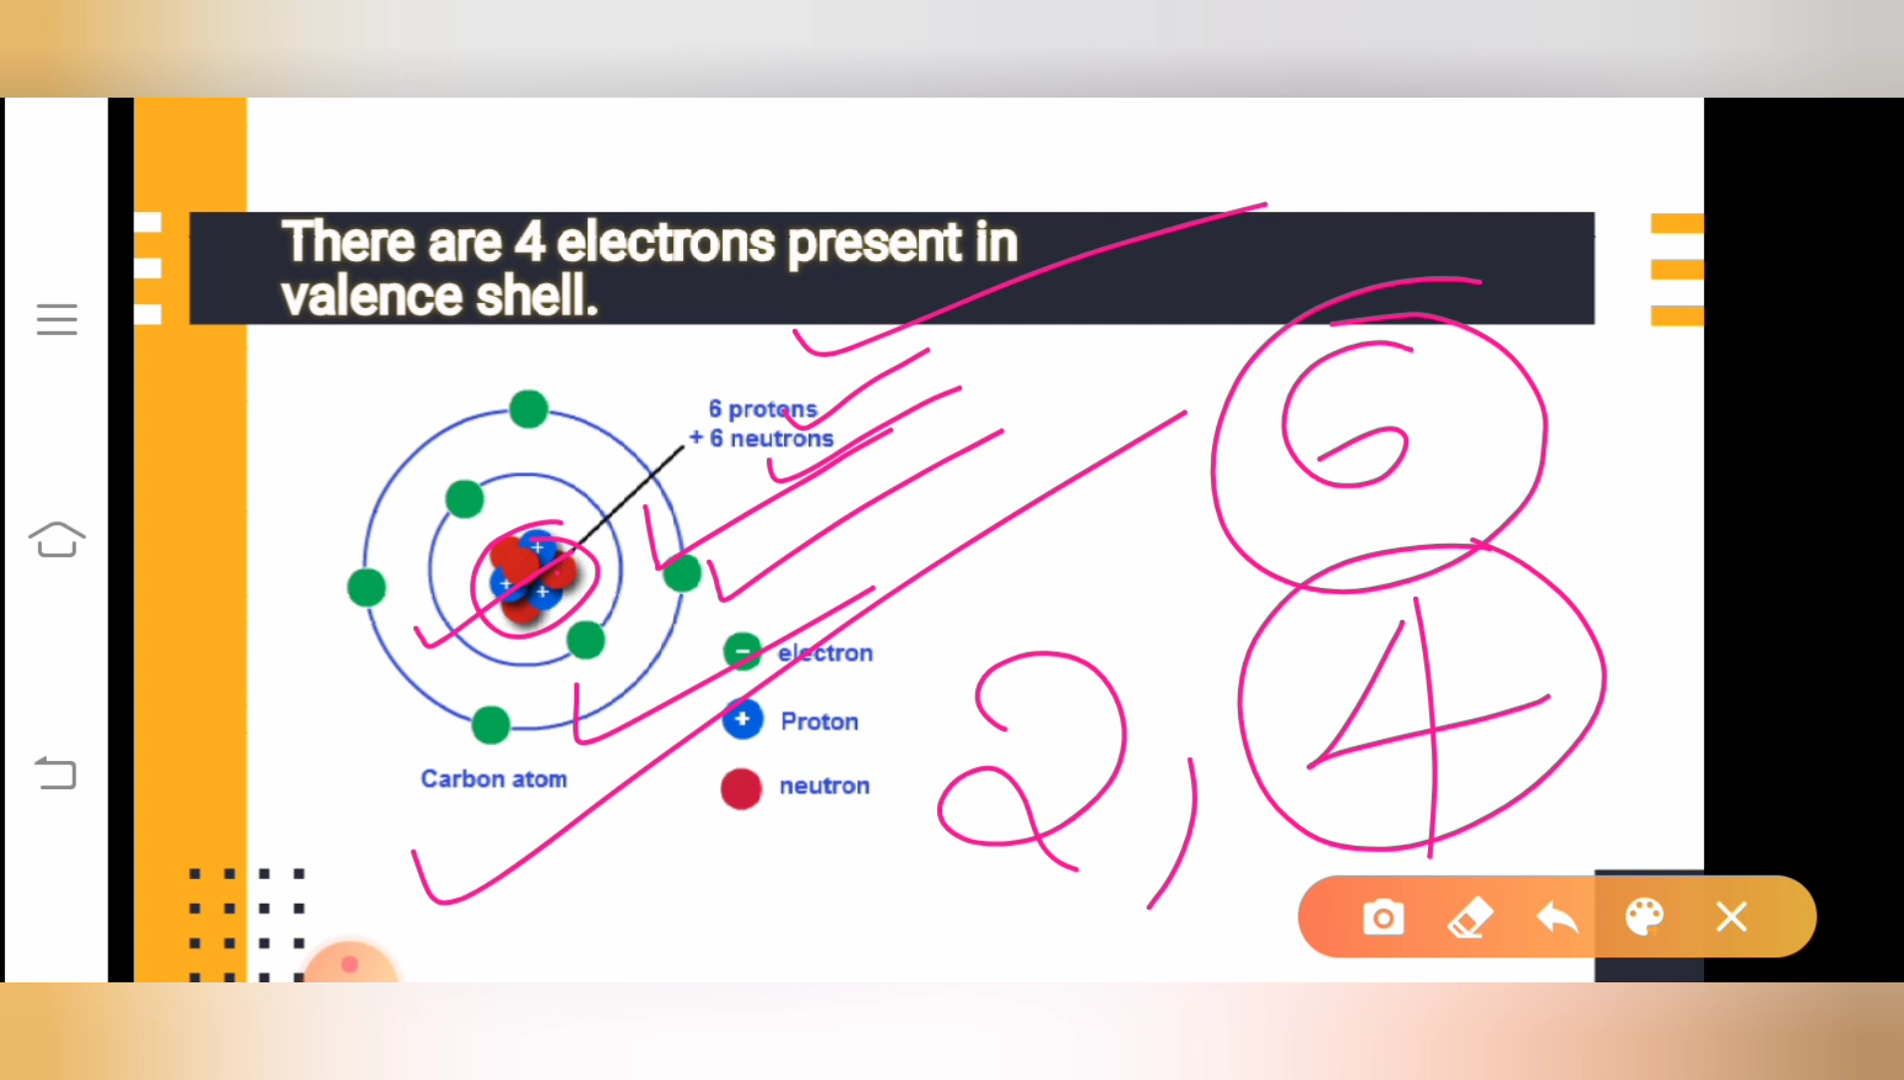 There are 4 electrons present in
valence shell.
6 protons
+ 6 neutrons
6
+
+
+
− electron
+ Proton
neutron
Carbon atom
2, 4